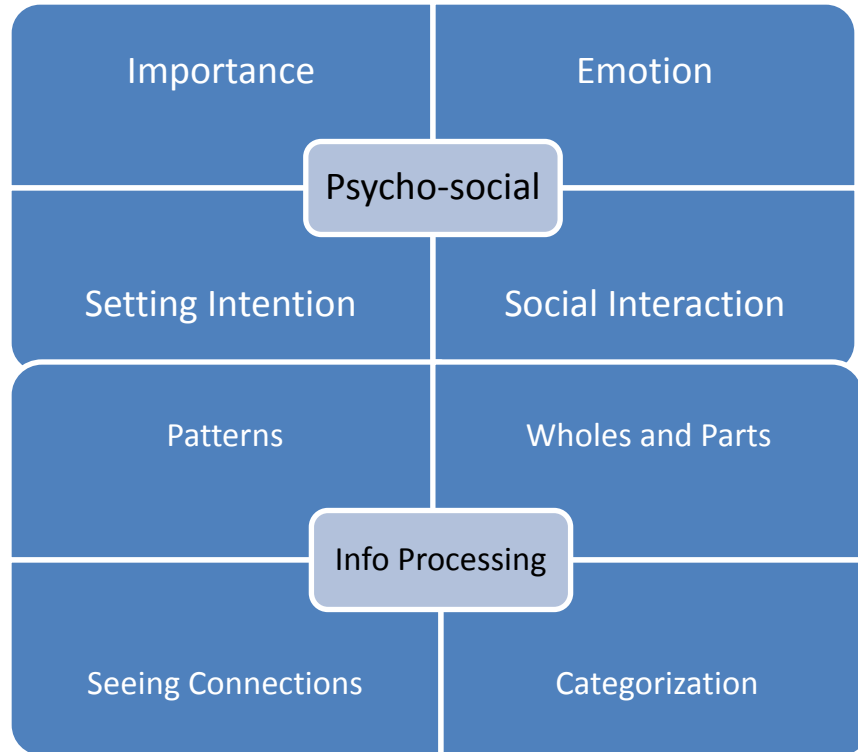 Importance
Emotion
Psycho-social
Setting Intention
Social Interaction
Patterns
Wholes and Parts
Info Processing
Seeing Connections
Categorization